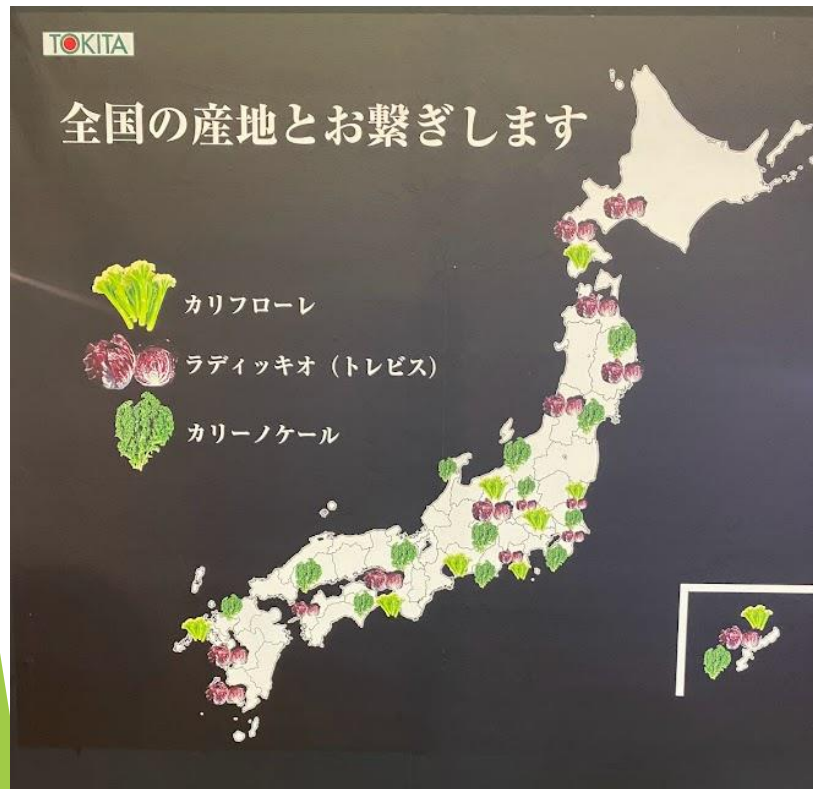 TOKITA
全国の産地とお繋ぎします
カリフローレ
ラディッキオ（トレビス）
カリーノケール